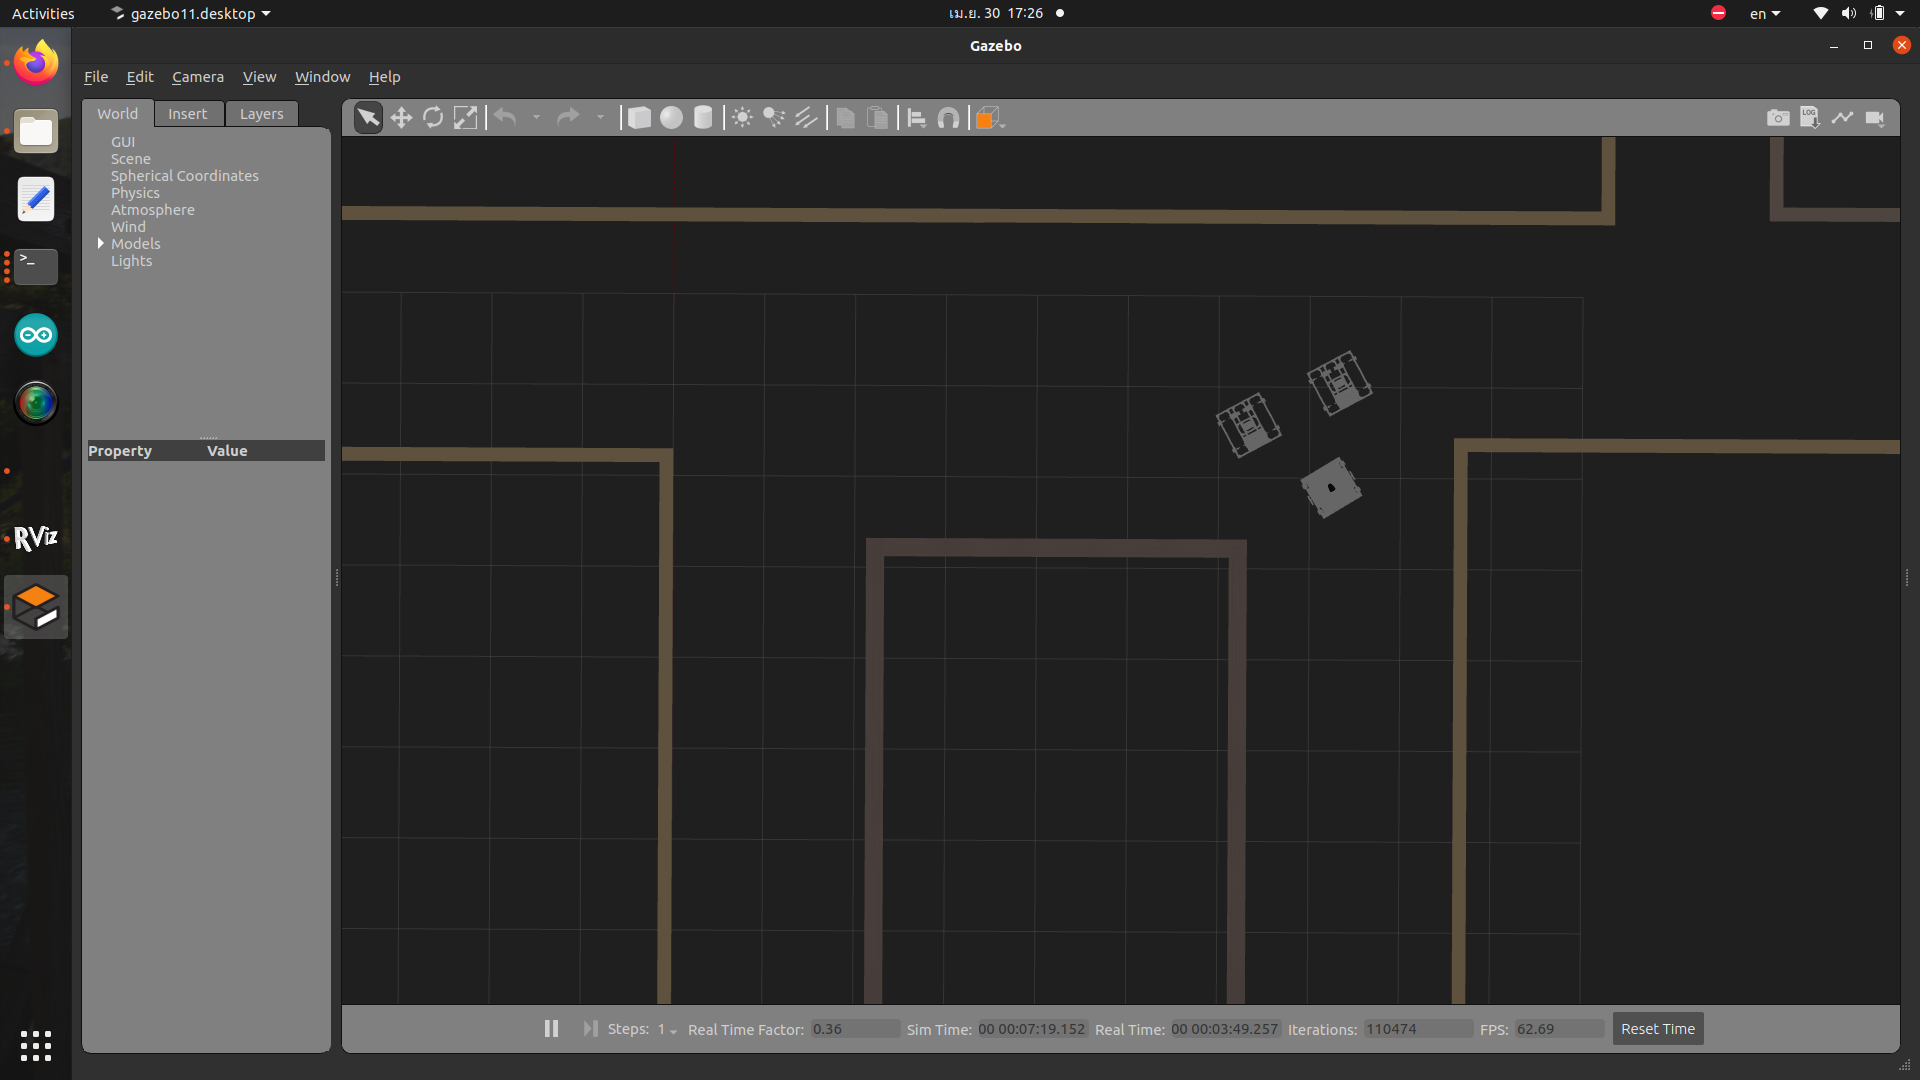 Activities
gazebo11.desktop
เม.ย. 30 17:26
en
Gazebo
File Edit Camera View Window Help
World Insert Layers
LOG
GUI
Scene
Spherical Coordinates
Physics
Atmosphere
Wind
Models
Lights
Property Value
>_
RViz
Steps: 1 Real Time Factor: 0.36 Sim Time: 00 00:07:19.152 Real Time: 00 00:03:49.257 Iterations: 110474 FPS: 62.69 Reset Time